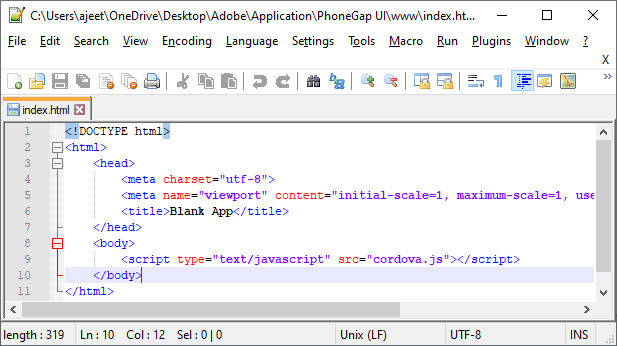 C:\Users\ajeet\OneDrive\Desktop\Adobe\Application\PhoneGap UI\www\index.ht...
File Edit Search View Encoding Language Settings Tools Macro Run Plugins Window ?
X
index.html
1 <!DOCTYPE html>
2 <html>
3 <head>
4 <meta charset="utf-8">
5 <meta name="viewport" content="initial-scale=1, maximum-scale=1, use
6 <title>Blank App</title>
7 </head>
8 <body>
9 <script type="text/javascript" src="cordova.js"></script>
10 </body>
11 </html>
length : 319 Ln : 10 Col : 12 Sel : 0 | 0 Unix (LF) UTF-8 INS